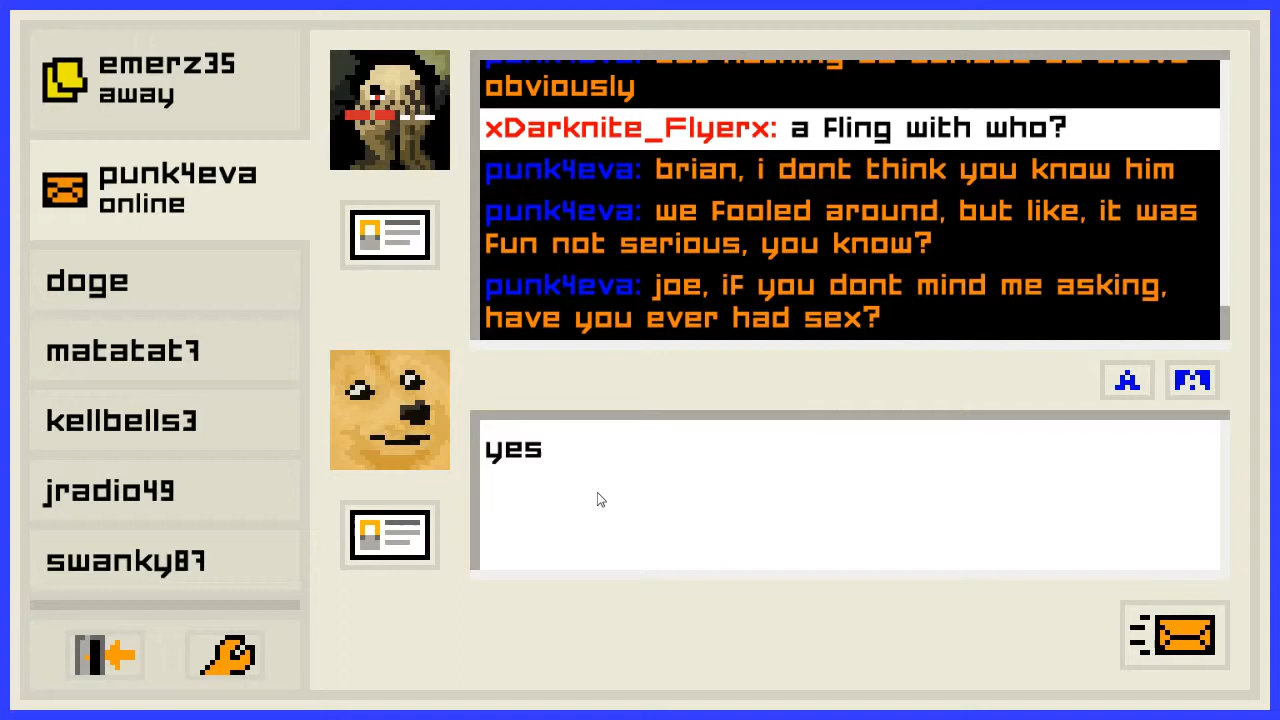 emerz35
away
punk4eva
online
doge
matatat7
kellbells3
jradio49
swanky87
obviously
xDarknite_Flyerx: a fling with who?
punk4eva: brian, i dont think you know him
punk4eva: we fooled around, but like, it was
fun not serious, you know?
punk4eva: joe, if you dont mind me asking,
have you ever had sex?
A
yes